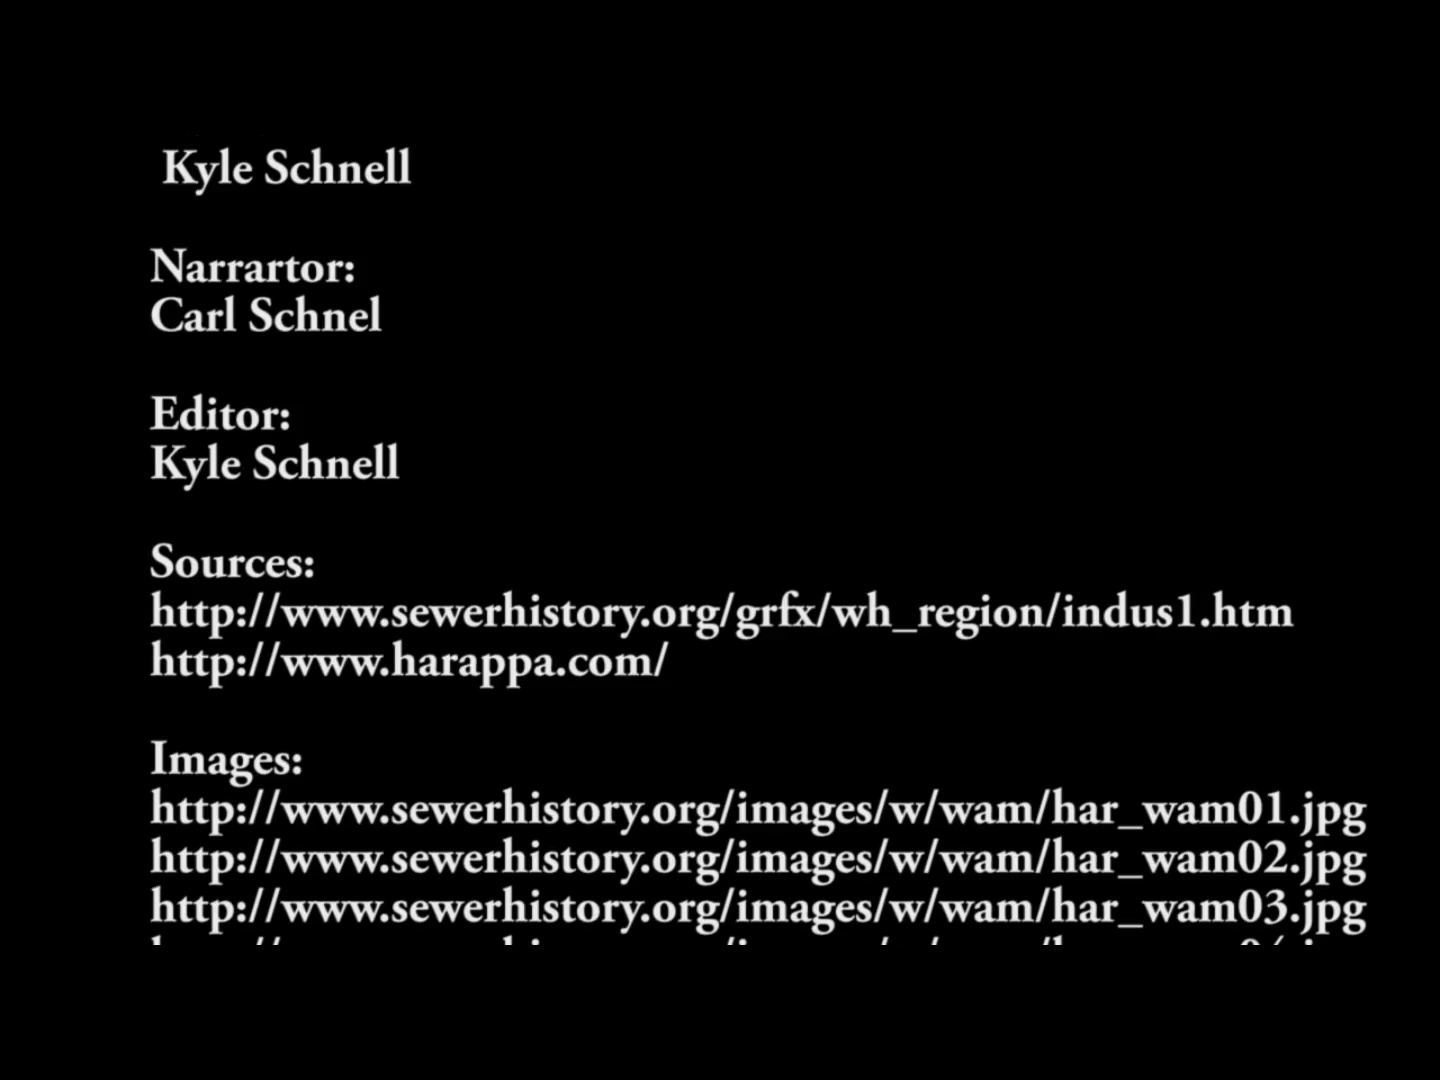 Kyle Schnell
Narrartor:
Carl Schnel
Editor:
Kyle Schnell
Sources:
http://www.sewerhistory.org/grfx/wh_region/indus1.htm
http://www.harappa.com/
Images:
http://www.sewerhistory.org/images/w/wam/har_wam01.jpg
http://www.sewerhistory.org/images/w/wam/har_wam02.jpg
http://www.sewerhistory.org/images/w/wam/har_wam03.jpg